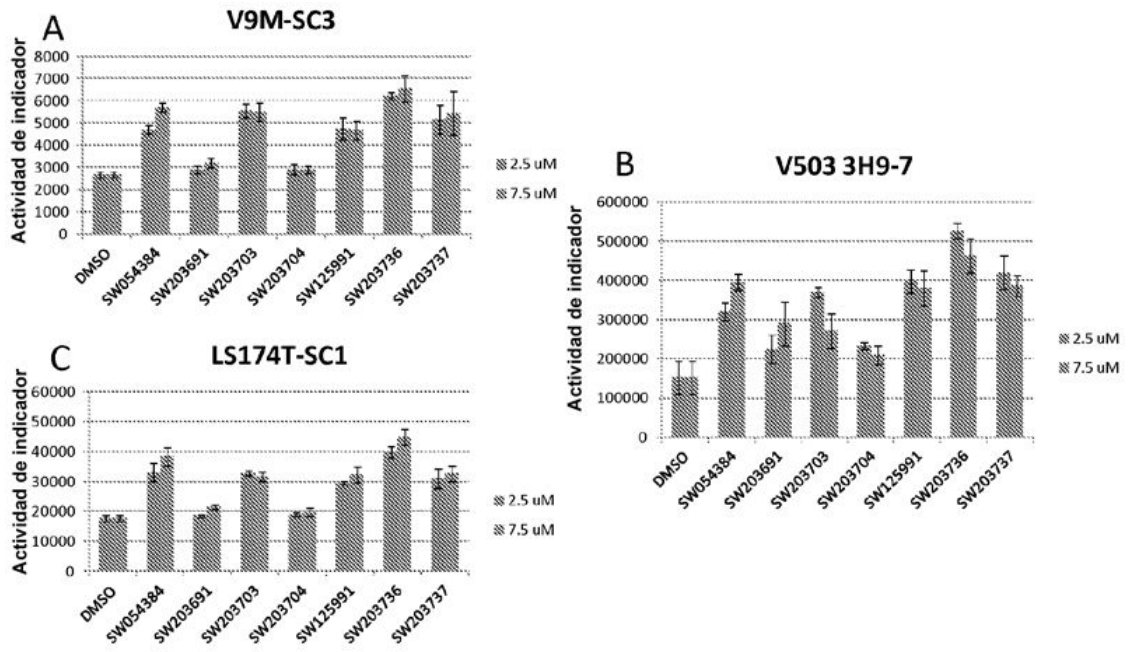 A
V9M-SC3
Actividad de indicador
8000
7000
6000
5000
4000
3000
2000
1000
0
DMSO
SW054384
SW203691
SW203703
SW203704
SW125991
SW203736
SW203737
2.5 uM
7.5 uM
B
V503 3H9-7
Actividad de indicador
600000
500000
400000
300000
200000
100000
0
DMSO
SW054384
SW203691
SW203703
SW203704
SW125991
SW203736
SW203737
2.5 uM
7.5 uM
C
LS174T-SC1
Actividad de indicador
60000
50000
40000
30000
20000
10000
0
DMSO
SW054384
SW203691
SW203703
SW203704
SW125991
SW203736
SW203737
2.5 uM
7.5 uM